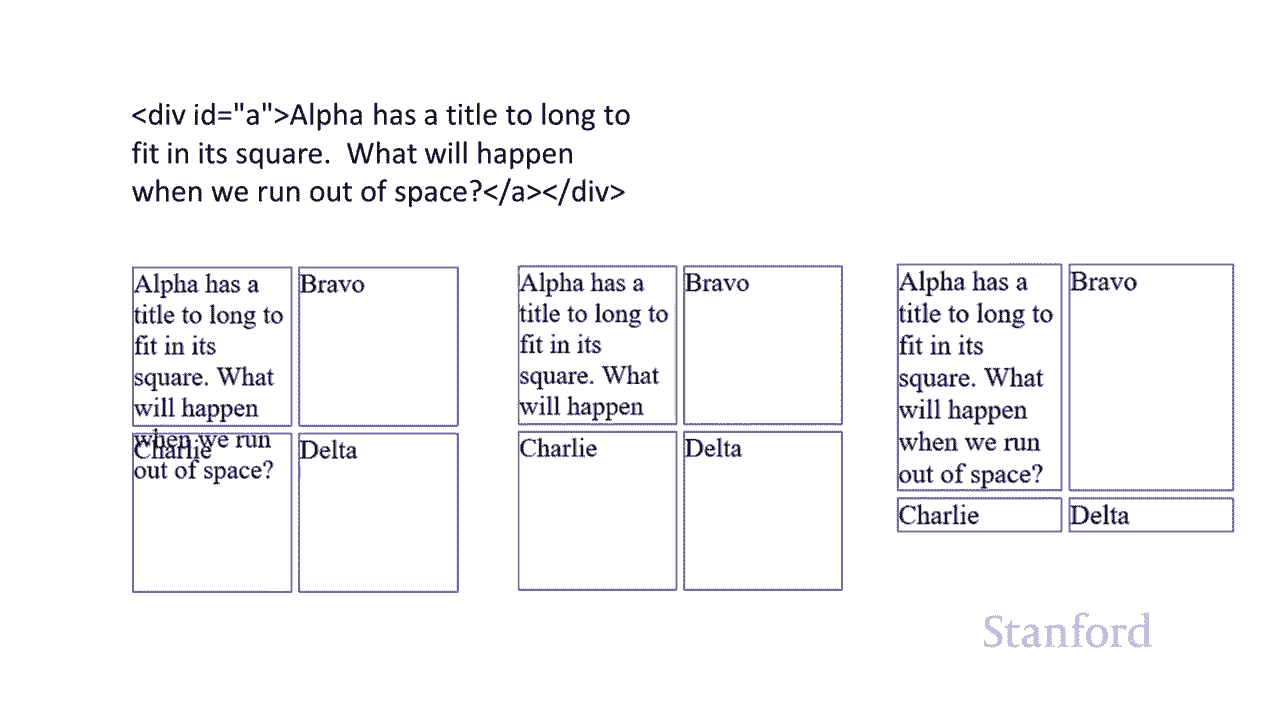 <div id="a">Alpha has a title to long to
fit in its square.  What will happen
when we run out of space?</a></div>
Alpha has a
title to long to
fit in its
square. What
will happen
when we run
out of space?
Bravo
Charlie
Delta
Alpha has a
title to long to
fit in its
square. What
will happen
Bravo
Charlie
Delta
Alpha has a
title to long to
fit in its
square. What
will happen
when we run
out of space?
Bravo
Charlie
Delta
Stanford